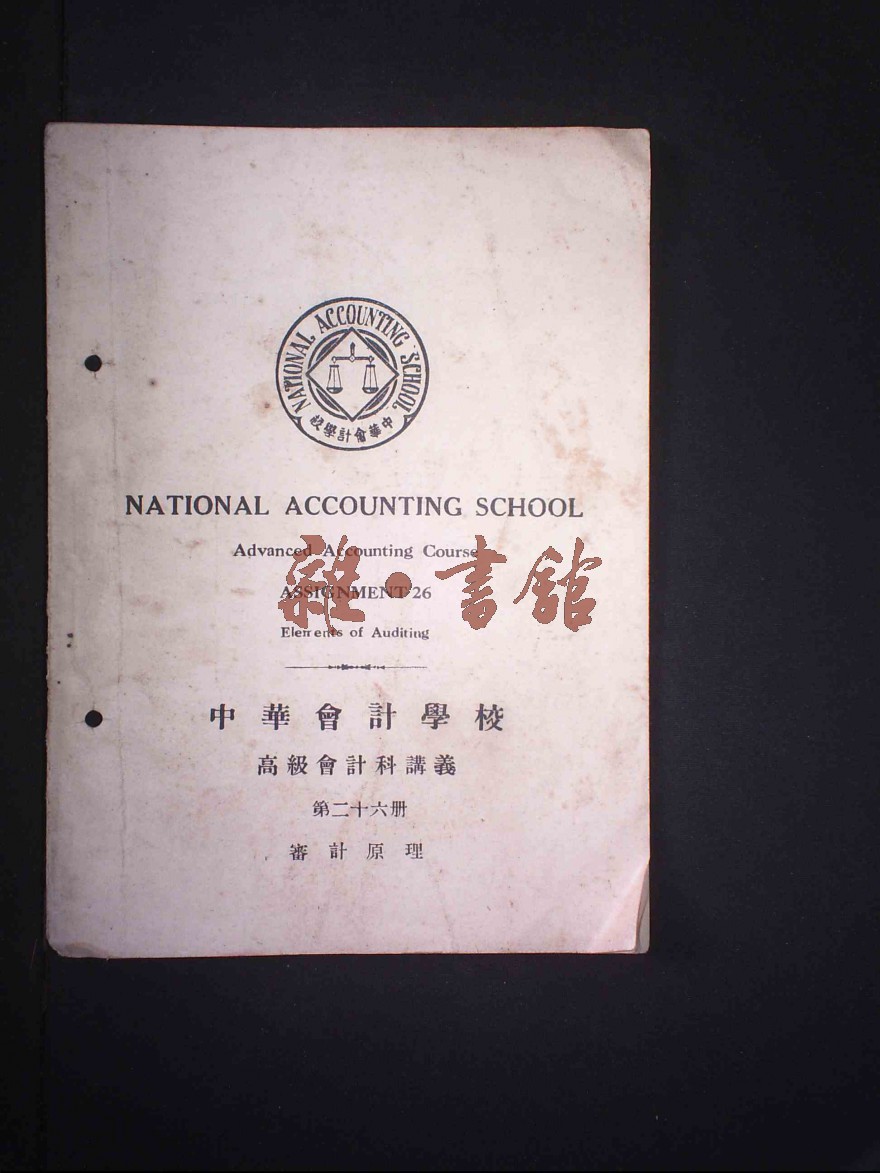 NATIONAL ACCOUNTING SCHOOL
中華會計學校
NATIONAL ACCOUNTING SCHOOL
Advanced Accounting Course
ASSIGNMENT 26
雜·書館
Elements of Auditing
中華會計學校
高級會計科講義
第二十六册
審計原理